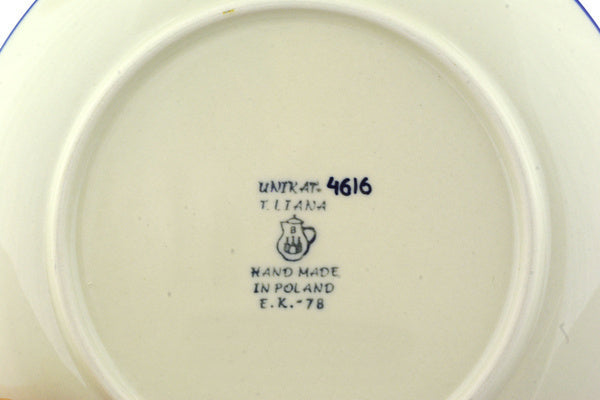 UNIKAT. 4616
T. LIANA
B
HAND MADE
IN POLAND
E.K.-78